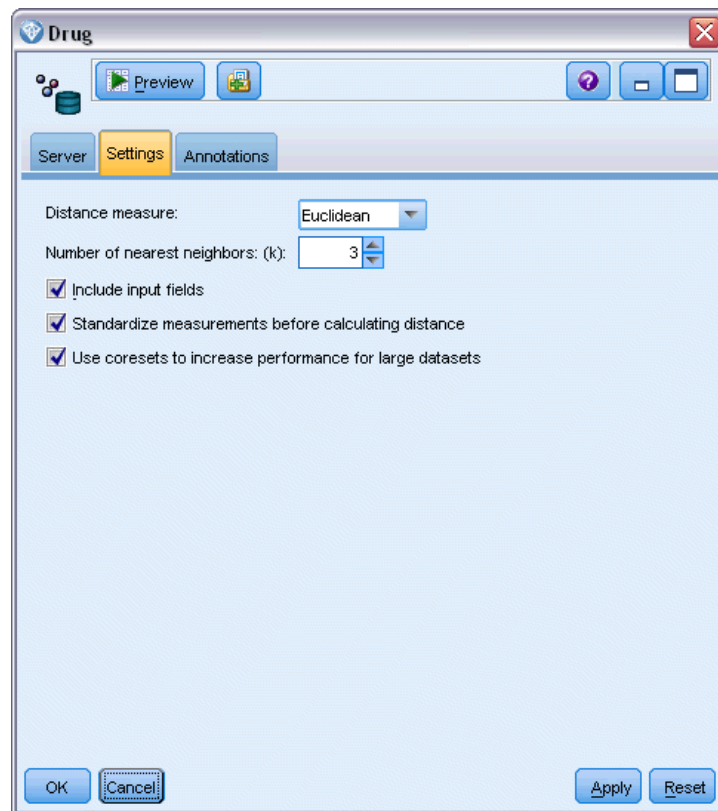 Drug
Preview
?
Server Settings Annotations
Distance measure: Euclidean
Number of nearest neighbors: (k): 3
Include input fields
Standardize measurements before calculating distance
Use coresets to increase performance for large datasets
OK Cancel Apply Reset